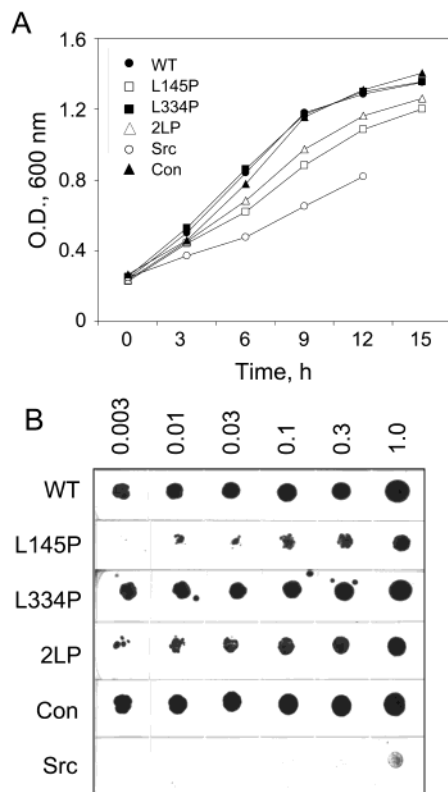 A
1.6
1.2
0.8
0.4
0
O.D., 600 nm
WT
L145P
L334P
2LP
Src
Con
0 3 6 9 12 15
Time, h
B
0.003 0.01 0.03 0.1 0.3 1.0
WT
L145P
L334P
2LP
Con
Src